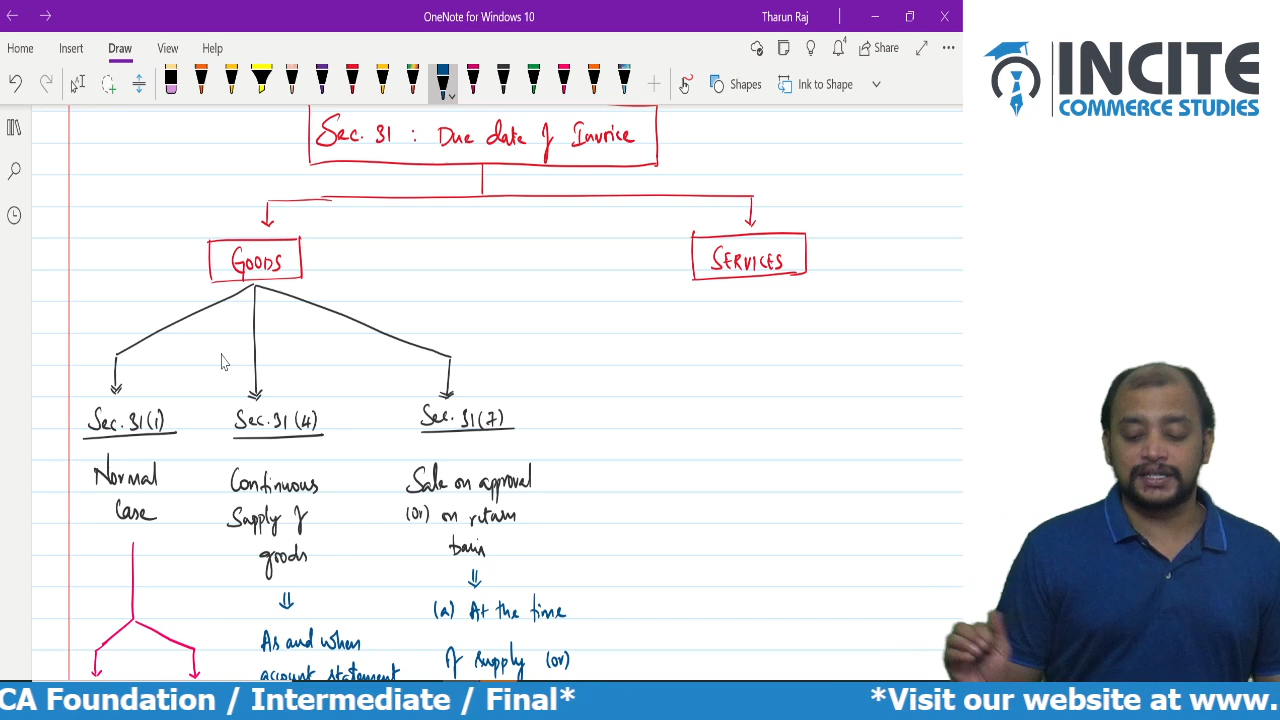 OneNote for Windows 10
Tharun Raj
Home Insert Draw View Help
4
Share
Shapes
Ink to Shape
INCITE
COMMERCE STUDIES
Sec. 31 : Due date of Invoice
GOODS
SERVICES
Sec. 31(1)
Normal
Case
Sec. 31(4)
Continuous
Supply of
goods
As and when
account statement
Sec. 31(7)
Sale on approval
(or) on return
basis
(a) At the time
of supply (or)
CA Foundation / Intermediate / Final*
*Visit our website at www.